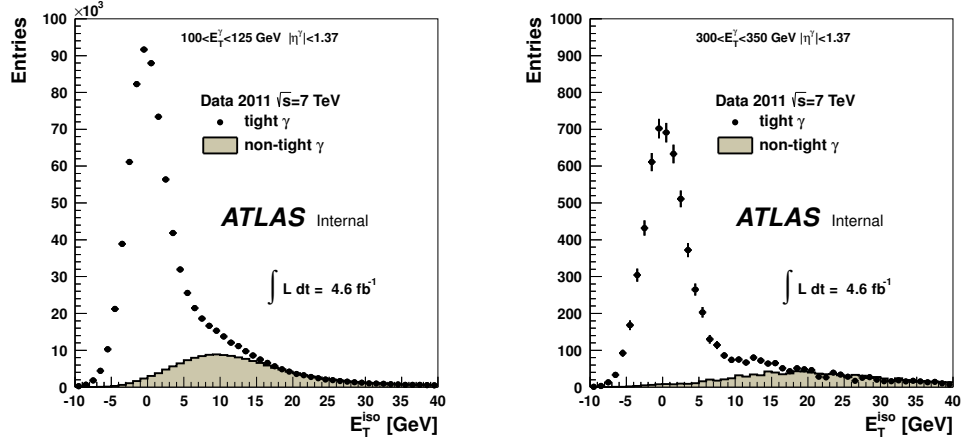 ×10³
100<E_T^γ<125 GeV |η^γ|<1.37
Entries
100
90
80
70
60
50
40
30
20
10
0
Data 2011 √s=7 TeV
tight γ
non-tight γ
ATLAS Internal
∫ L dt = 4.6 fb⁻¹
-10 -5 0 5 10 15 20 25 30 35 40
E_T^iso [GeV]
300<E_T^γ<350 GeV |η^γ|<1.37
Entries
1000
900
800
700
600
500
400
300
200
100
0
Data 2011 √s=7 TeV
tight γ
non-tight γ
ATLAS Internal
∫ L dt = 4.6 fb⁻¹
-10 -5 0 5 10 15 20 25 30 35 40
E_T^iso [GeV]